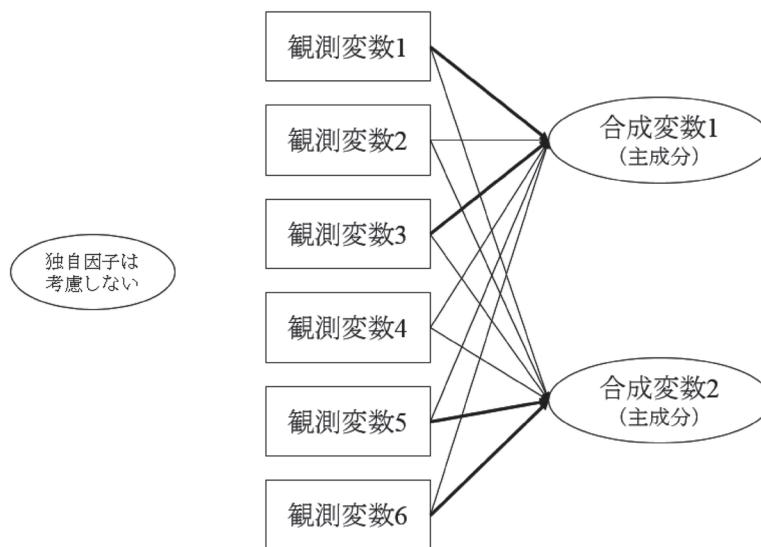 観測変数1
観測変数2
観測変数3
観測変数4
観測変数5
観測変数6
独自因子は
考慮しない
合成変数1
（主成分）
合成変数2
（主成分）